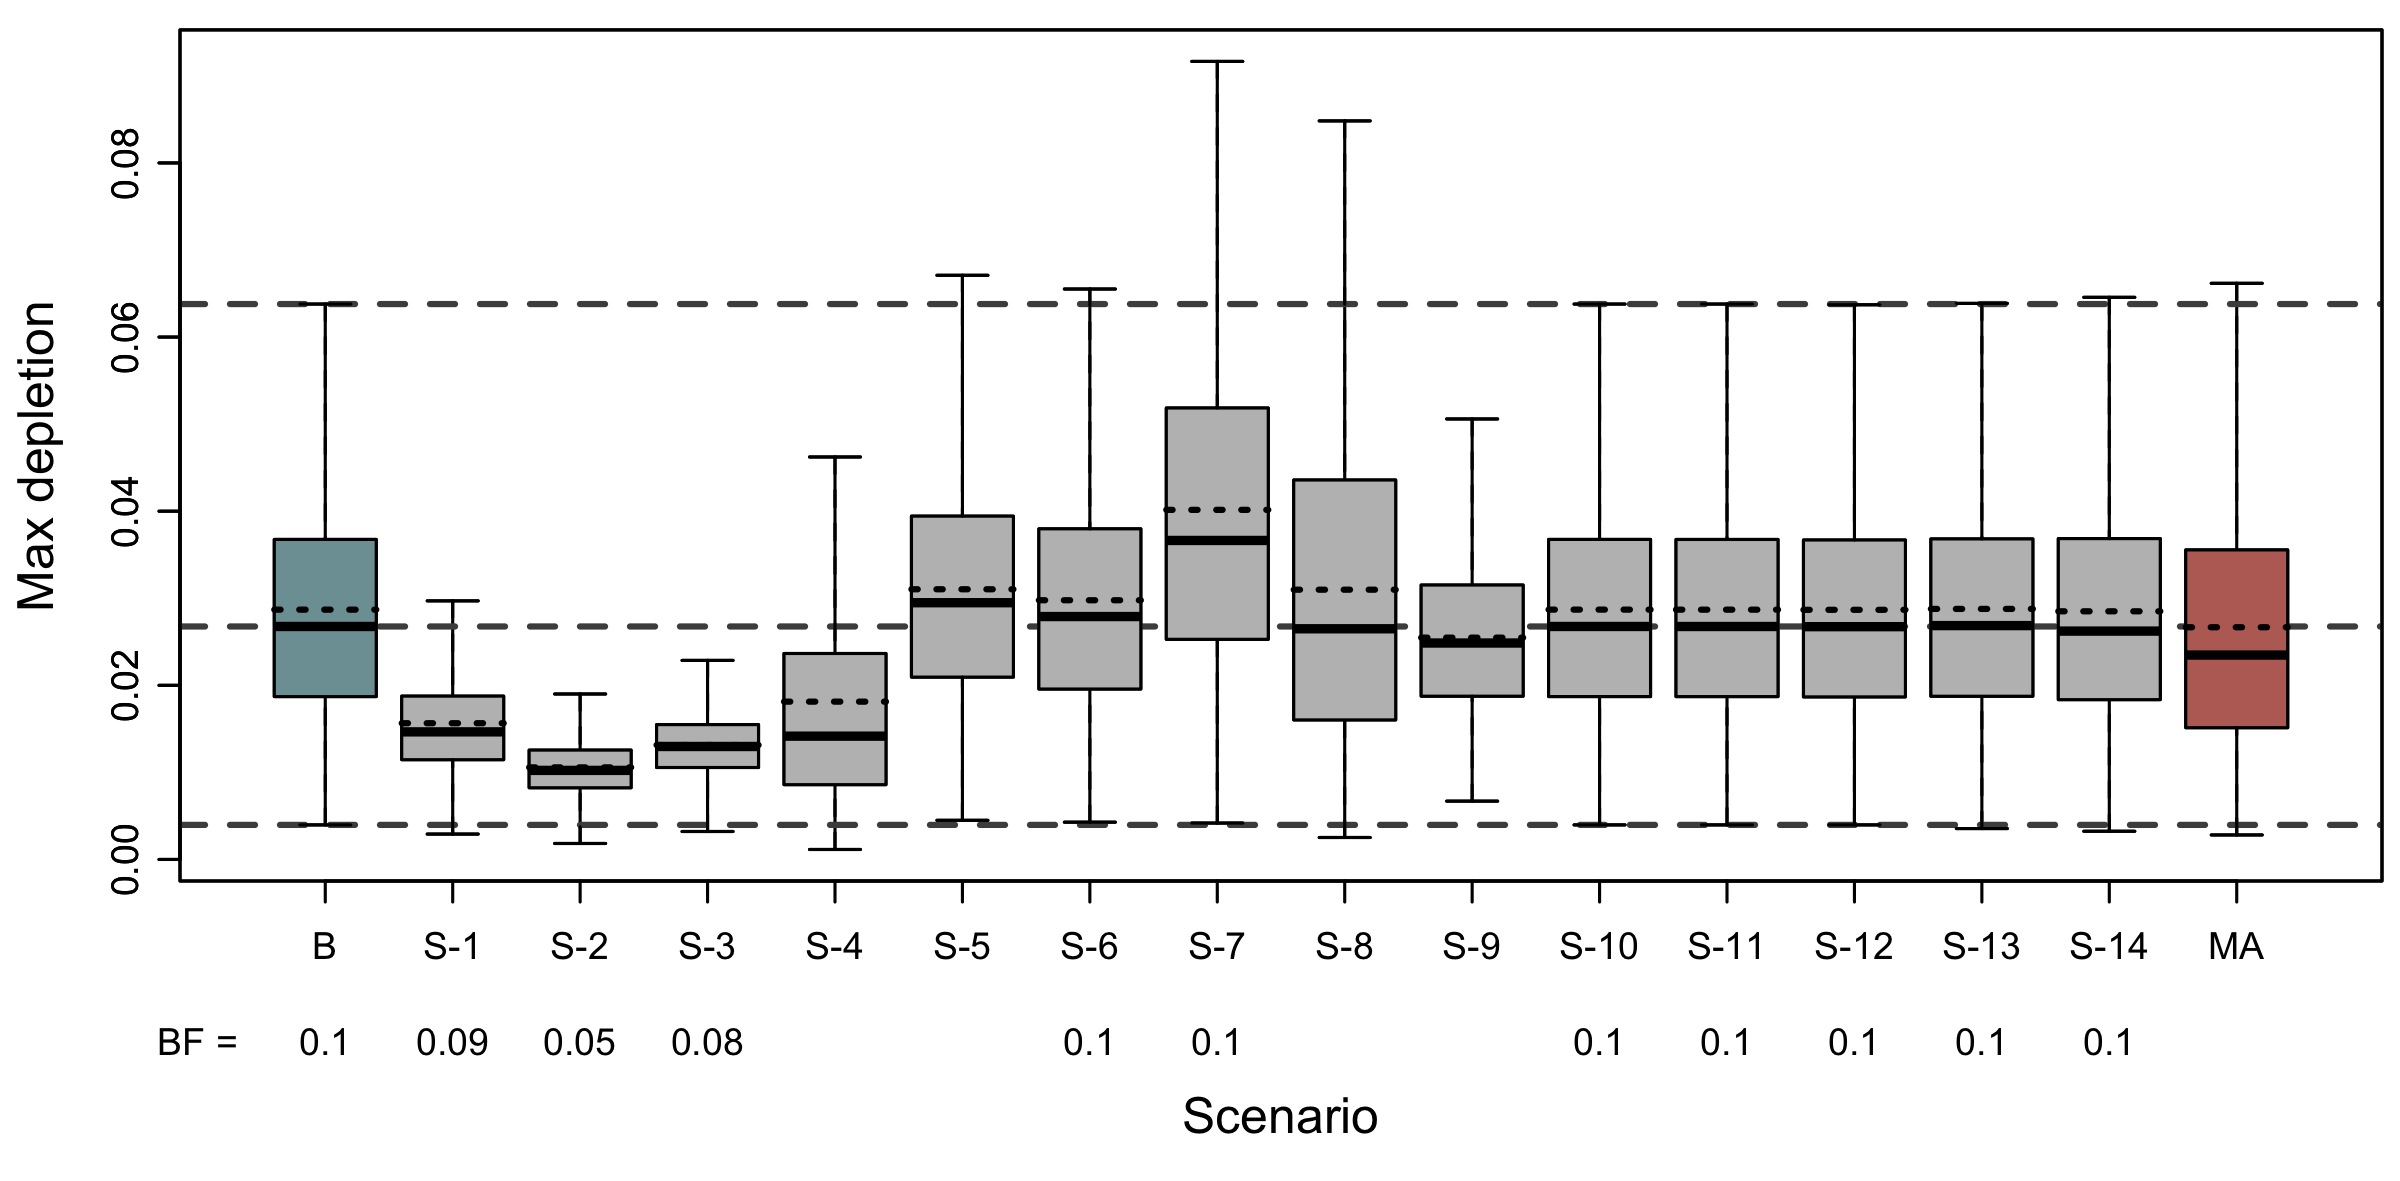 Max depletion
0.08
0.06
0.04
0.02
0.00
B S-1 S-2 S-3 S-4 S-5 S-6 S-7 S-8 S-9 S-10 S-11 S-12 S-13 S-14 MA
BF = 0.1 0.09 0.05 0.08 0.1 0.1 0.1 0.1 0.1 0.1 0.1
Scenario